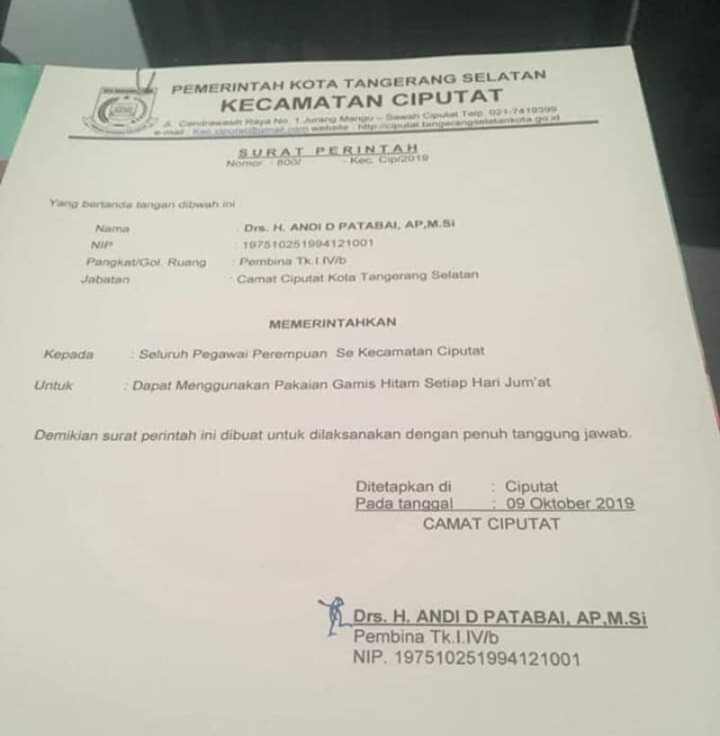 PEMERINTAH KOTA TANGERANG SELATAN
KECAMATAN CIPUTAT
Jl. Cendrawasih Raya No. 1 Jurang Mangu - Sawah Ciputat Telp. 021-7419399
e-mail : Kec.ciputat@gmail.com website : http://ciputat.tangerangselatankota.go.id
SURAT PERINTAH
Nomor : 800/ - Kec. Cip/2019
Yang bertanda tangan dibwah ini :
Nama : Drs. H. ANDI D PATABAI, AP,M.Si
NIP : 197510251994121001
Pangkat/Gol. Ruang : Pembina Tk.I.IV/b
Jabatan : Camat Ciputat Kota Tangerang Selatan
MEMERINTAHKAN
Kepada : Seluruh Pegawai Perempuan Se Kecamatan Ciputat
Untuk : Dapat Menggunakan Pakaian Gamis Hitam Setiap Hari Jum'at
Demikian surat perintah ini dibuat untuk dilaksanakan dengan penuh tanggung jawab.
Ditetapkan di : Ciputat
Pada tanggal : 09 Oktober 2019
CAMAT CIPUTAT
Drs. H. ANDI D PATABAI, AP,M.Si
Pembina Tk.I.IV/b
NIP. 197510251994121001